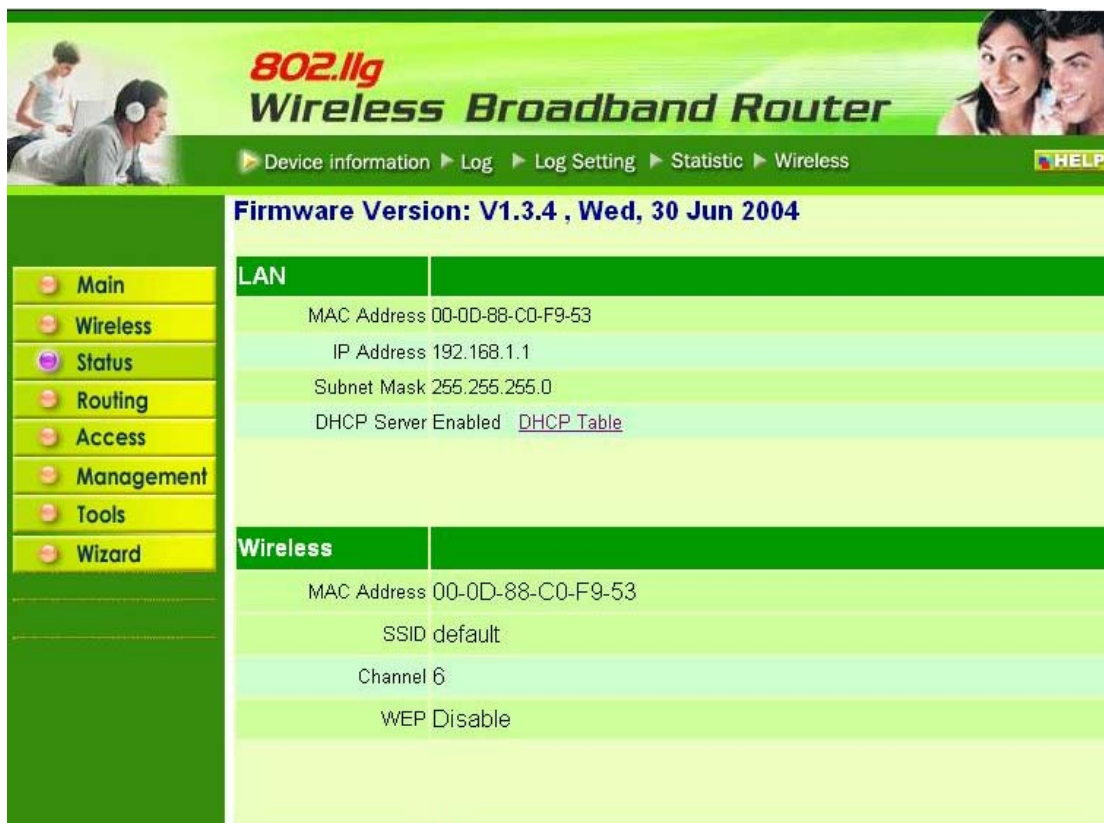 802.11g
Wireless Broadband Router
Device information Log Log Setting Statistic Wireless HELP
Firmware Version: V1.3.4 , Wed, 30 Jun 2004
Main
Wireless
Status
Routing
Access
Management
Tools
Wizard
LAN
MAC Address 00-0D-88-C0-F9-53
IP Address 192.168.1.1
Subnet Mask 255.255.255.0
DHCP Server Enabled DHCP Table
Wireless
MAC Address 00-0D-88-C0-F9-53
SSID default
Channel 6
WEP Disable